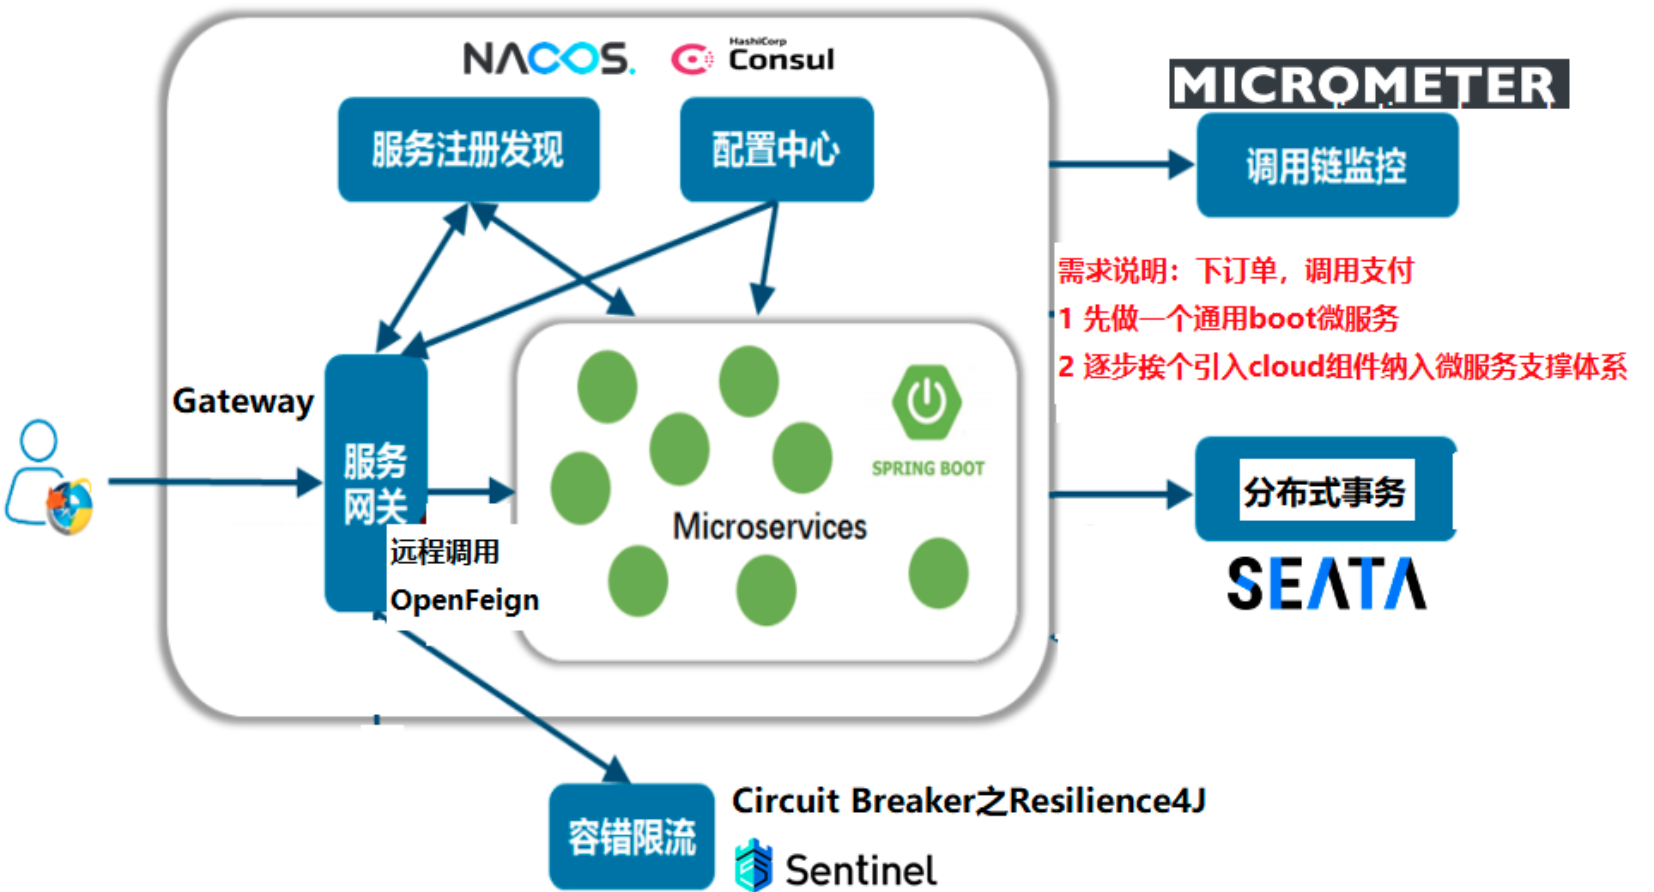 NACOS.
HashiCorp
Consul
MICROMETER
服务注册发现
配置中心
调用链监控
需求说明：下订单，调用支付
1 先做一个通用boot微服务
2 逐步挨个引入cloud组件纳入微服务支撑体系
Gateway
服务
网关
SPRING BOOT
Microservices
远程调用
OpenFeign
分布式事务
SEATA
Circuit Breaker之Resilience4J
容错限流
Sentinel